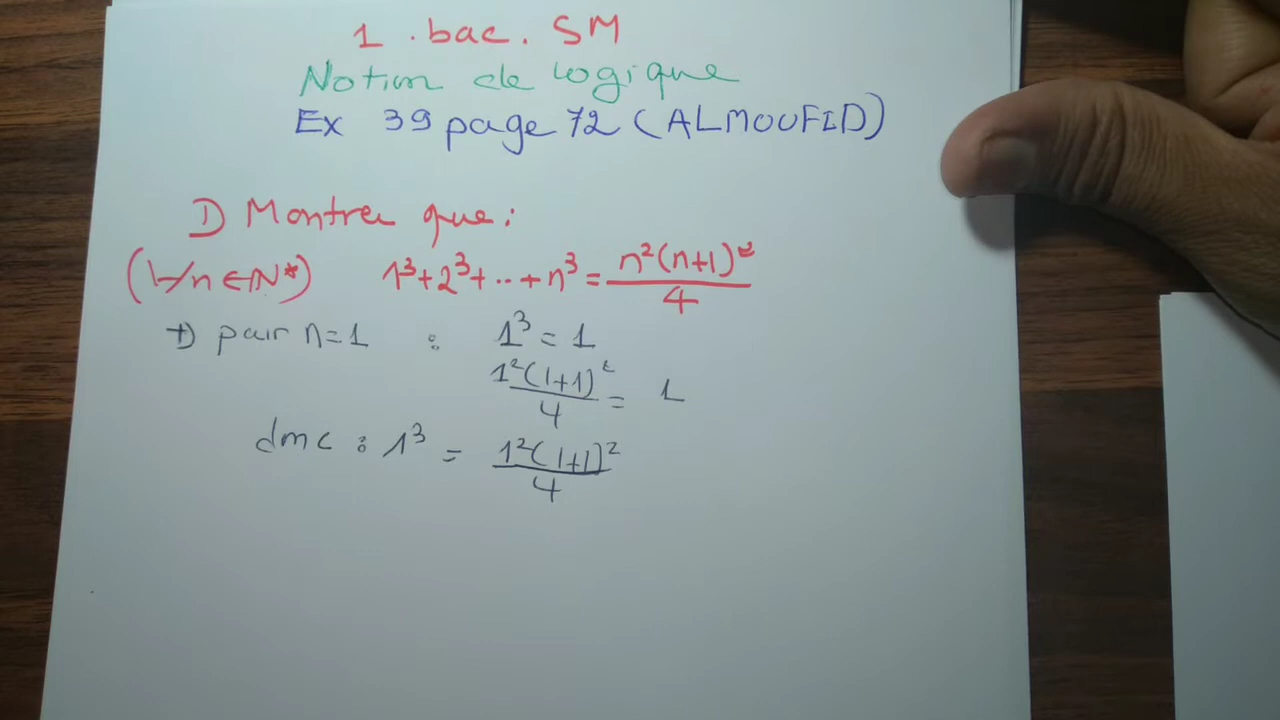 1 . bac . SM
Notion de logique
Ex 39 page 72 (ALMOUFID)
1) Montrer que :
(∀n∈N*) 1³+2³+...+n³ = n²(n+1)²/4
+) pour n=1 : 1³ = 1
1²(1+1)²/4 = 1
donc : 1³ = 1²(1+1)²/4